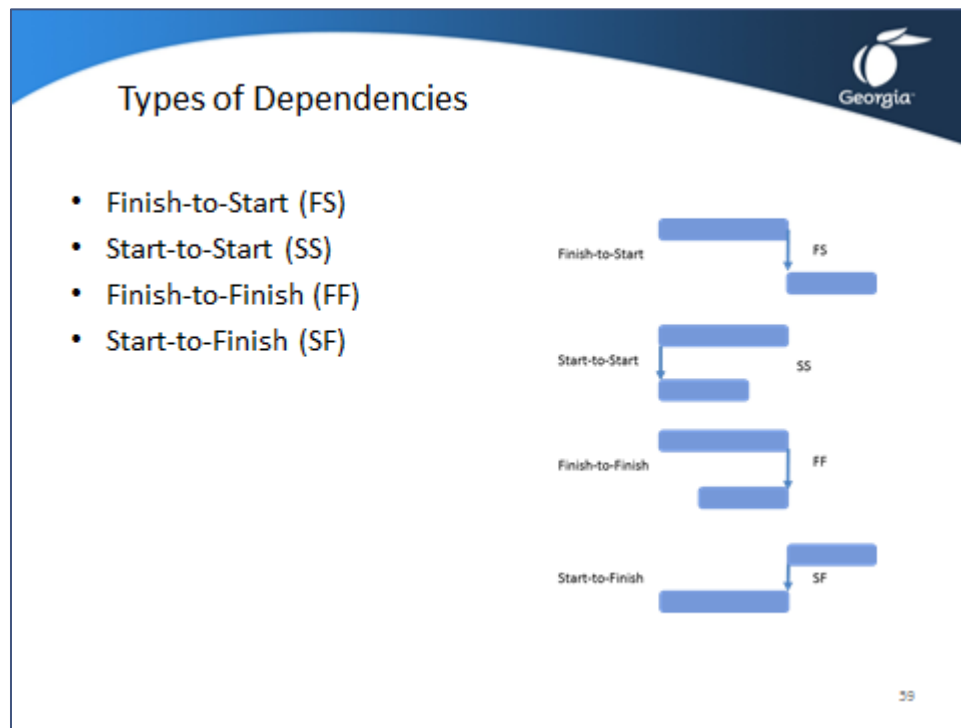 Georgia
Types of Dependencies
• Finish-to-Start (FS)
• Start-to-Start (SS)
• Finish-to-Finish (FF)
• Start-to-Finish (SF)
Finish-to-Start
FS
Start-to-Start
SS
Finish-to-Finish
FF
Start-to-Finish
SF
59